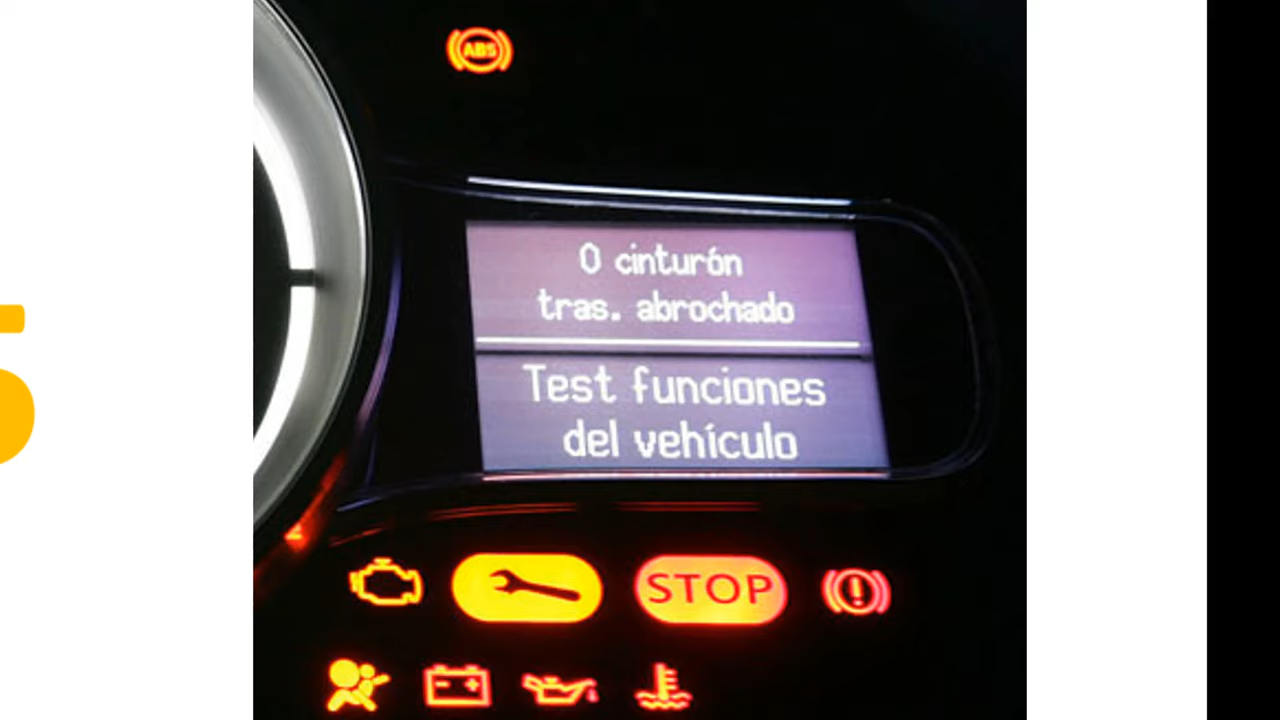 ABS
0 cinturón
tras. abrochado
Test funciones
del vehículo
STOP